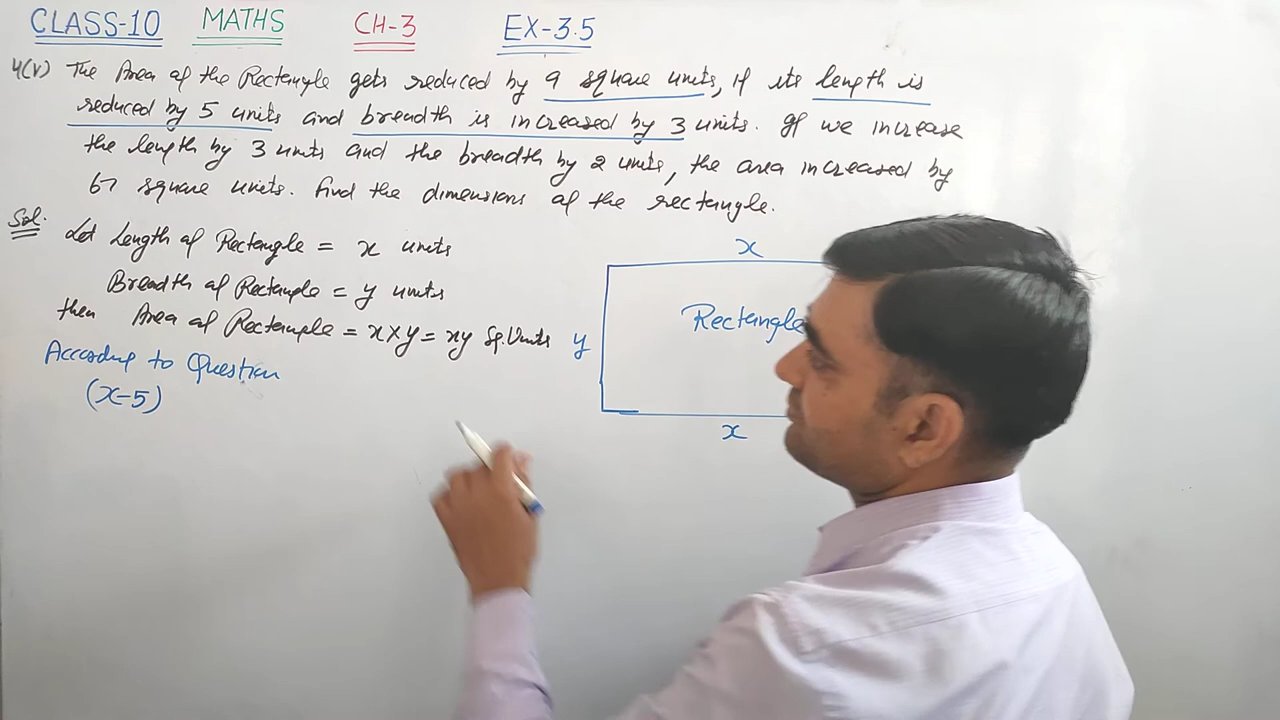 CLASS-10 MATHS CH-3 EX-3.5
4(v) The Area of the Rectangle gets reduced by 9 square units, if its length is
reduced by 5 units and breadth is increased by 3 units. If we increase
the length by 3 units and the breadth by 2 units, the area increased by
67 square units. find the dimensions of the rectangle.
Sol. Let Length of Rectangle = x units
Breadth of Rectangle = y units
then Area of Rectangle = x×y = xy Sq.Units
According to Question
(x-5)
x
Rectangle
y
x